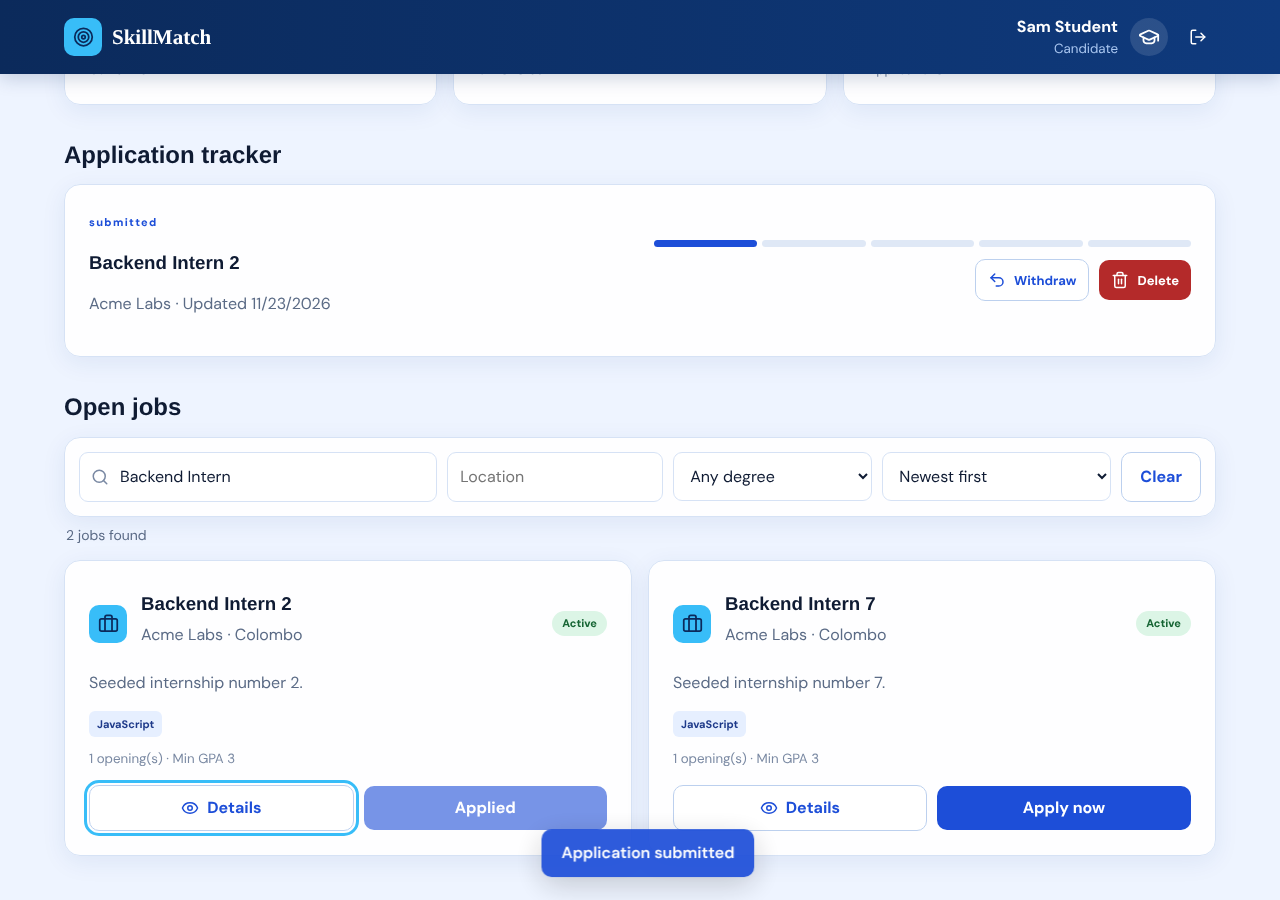 SkillMatch
Sam Student
Candidate
Application tracker
submitted
Backend Intern 2
Acme Labs · Updated 11/23/2026
Withdraw
Delete
Open jobs
Backend Intern
Location
Any degree
Newest first
Clear
2 jobs found
Backend Intern 2
Acme Labs · Colombo
Active
Seeded internship number 2.
JavaScript
1 opening(s) · Min GPA 3
Details
Applied
Backend Intern 7
Acme Labs · Colombo
Active
Seeded internship number 7.
JavaScript
1 opening(s) · Min GPA 3
Details
Apply now
Application submitted